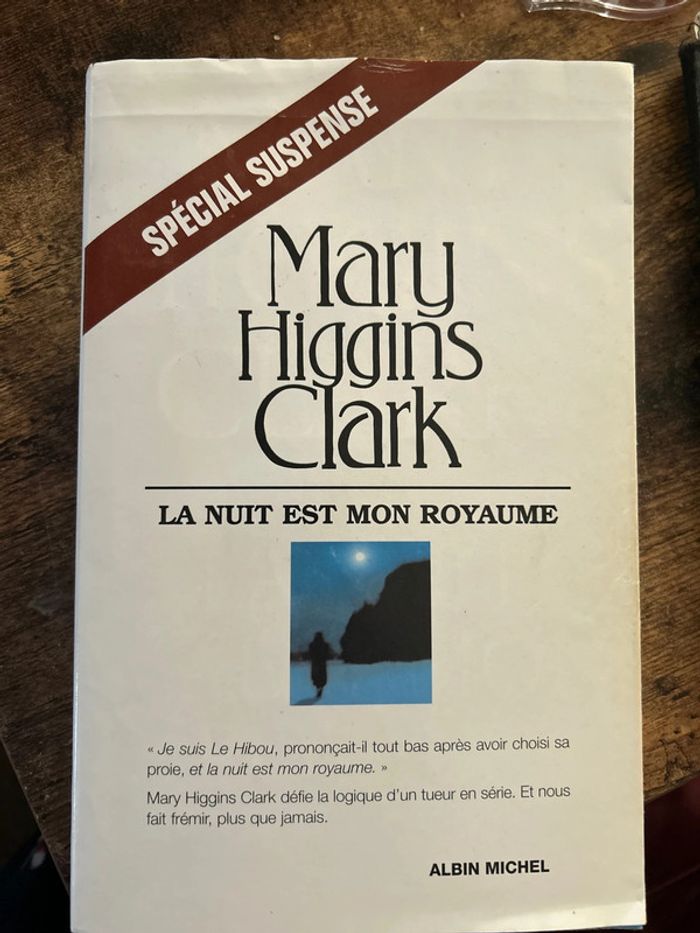 SPÉCIAL SUSPENSE
Mary
Higgins
Clark
LA NUIT EST MON ROYAUME
« Je suis Le Hibou, prononçait-il tout bas après avoir choisi sa
proie, et la nuit est mon royaume. »
Mary Higgins Clark défie la logique d'un tueur en série. Et nous
fait frémir, plus que jamais.
ALBIN MICHEL